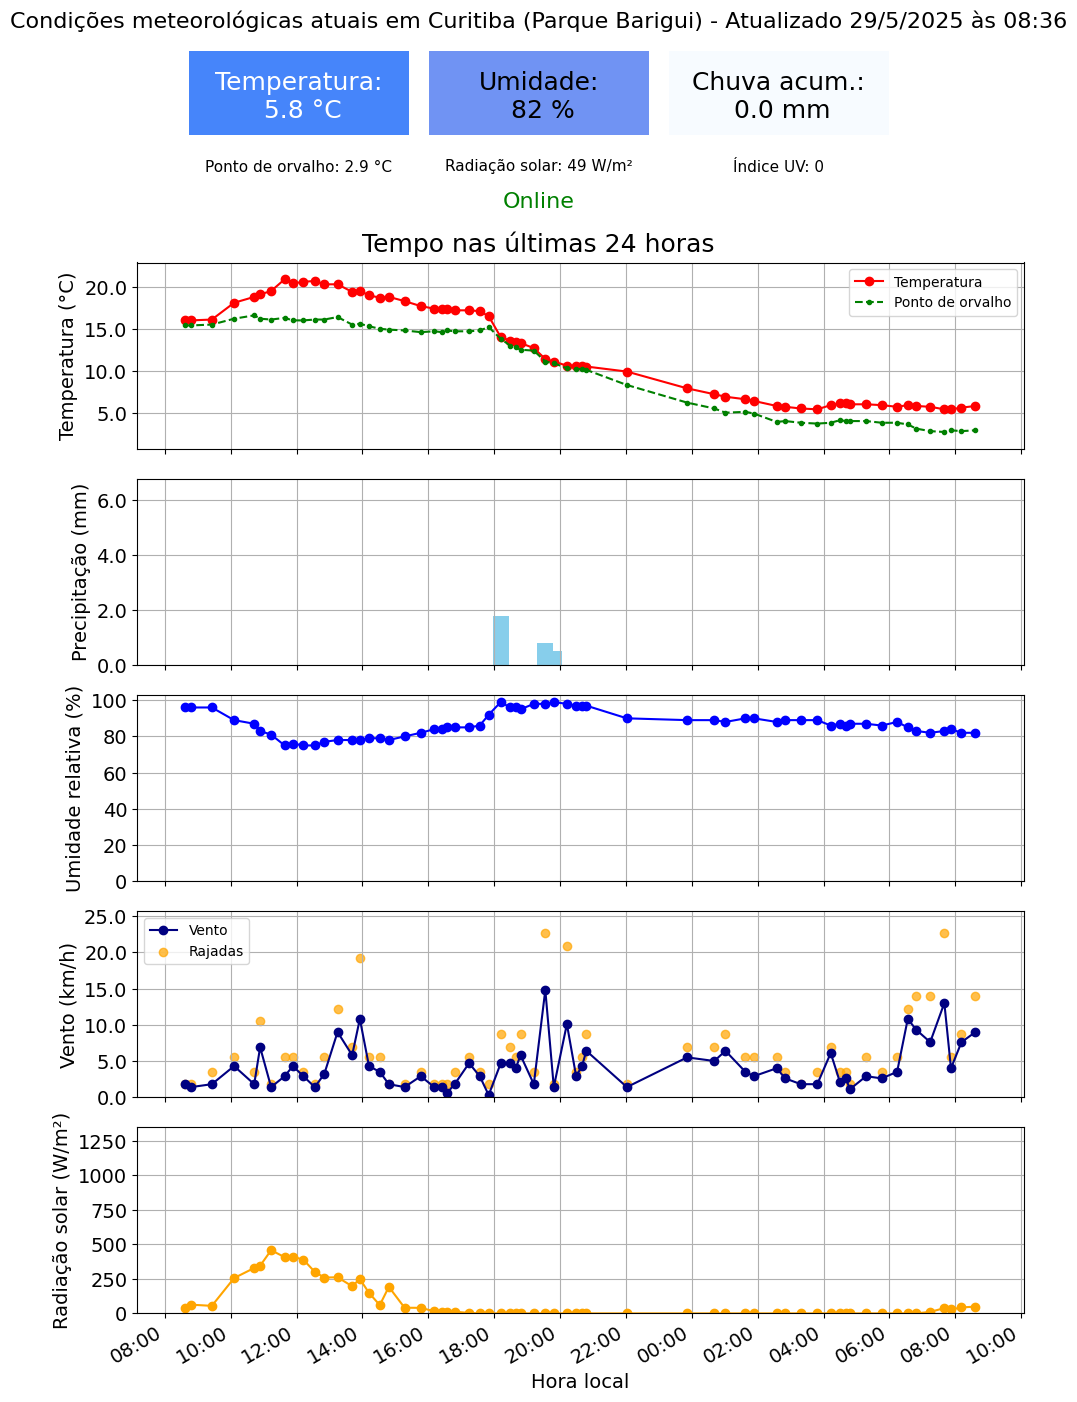 Condições meteorológicas atuais em Curitiba (Parque Barigui) - Atualizado 29/5/2025 às 08:36
Temperatura:
5.8 °C
Umidade:
82 %
Chuva acum.:
0.0 mm
Ponto de orvalho: 2.9 °C
Radiação solar: 49 W/m²
Índice UV: 0
Online
Tempo nas últimas 24 horas
Temperatura (°C)
20.0
15.0
10.0
5.0
Temperatura
Ponto de orvalho
Precipitação (mm)
6.0
4.0
2.0
0.0
Umidade relativa (%)
100
80
60
40
20
0
Vento (km/h)
25.0
20.0
15.0
10.0
5.0
0.0
Vento
Rajadas
Radiação solar (W/m²)
1250
1000
750
500
250
0
08:00
10:00
12:00
14:00
16:00
18:00
20:00
22:00
00:00
02:00
04:00
06:00
08:00
10:00
Hora local